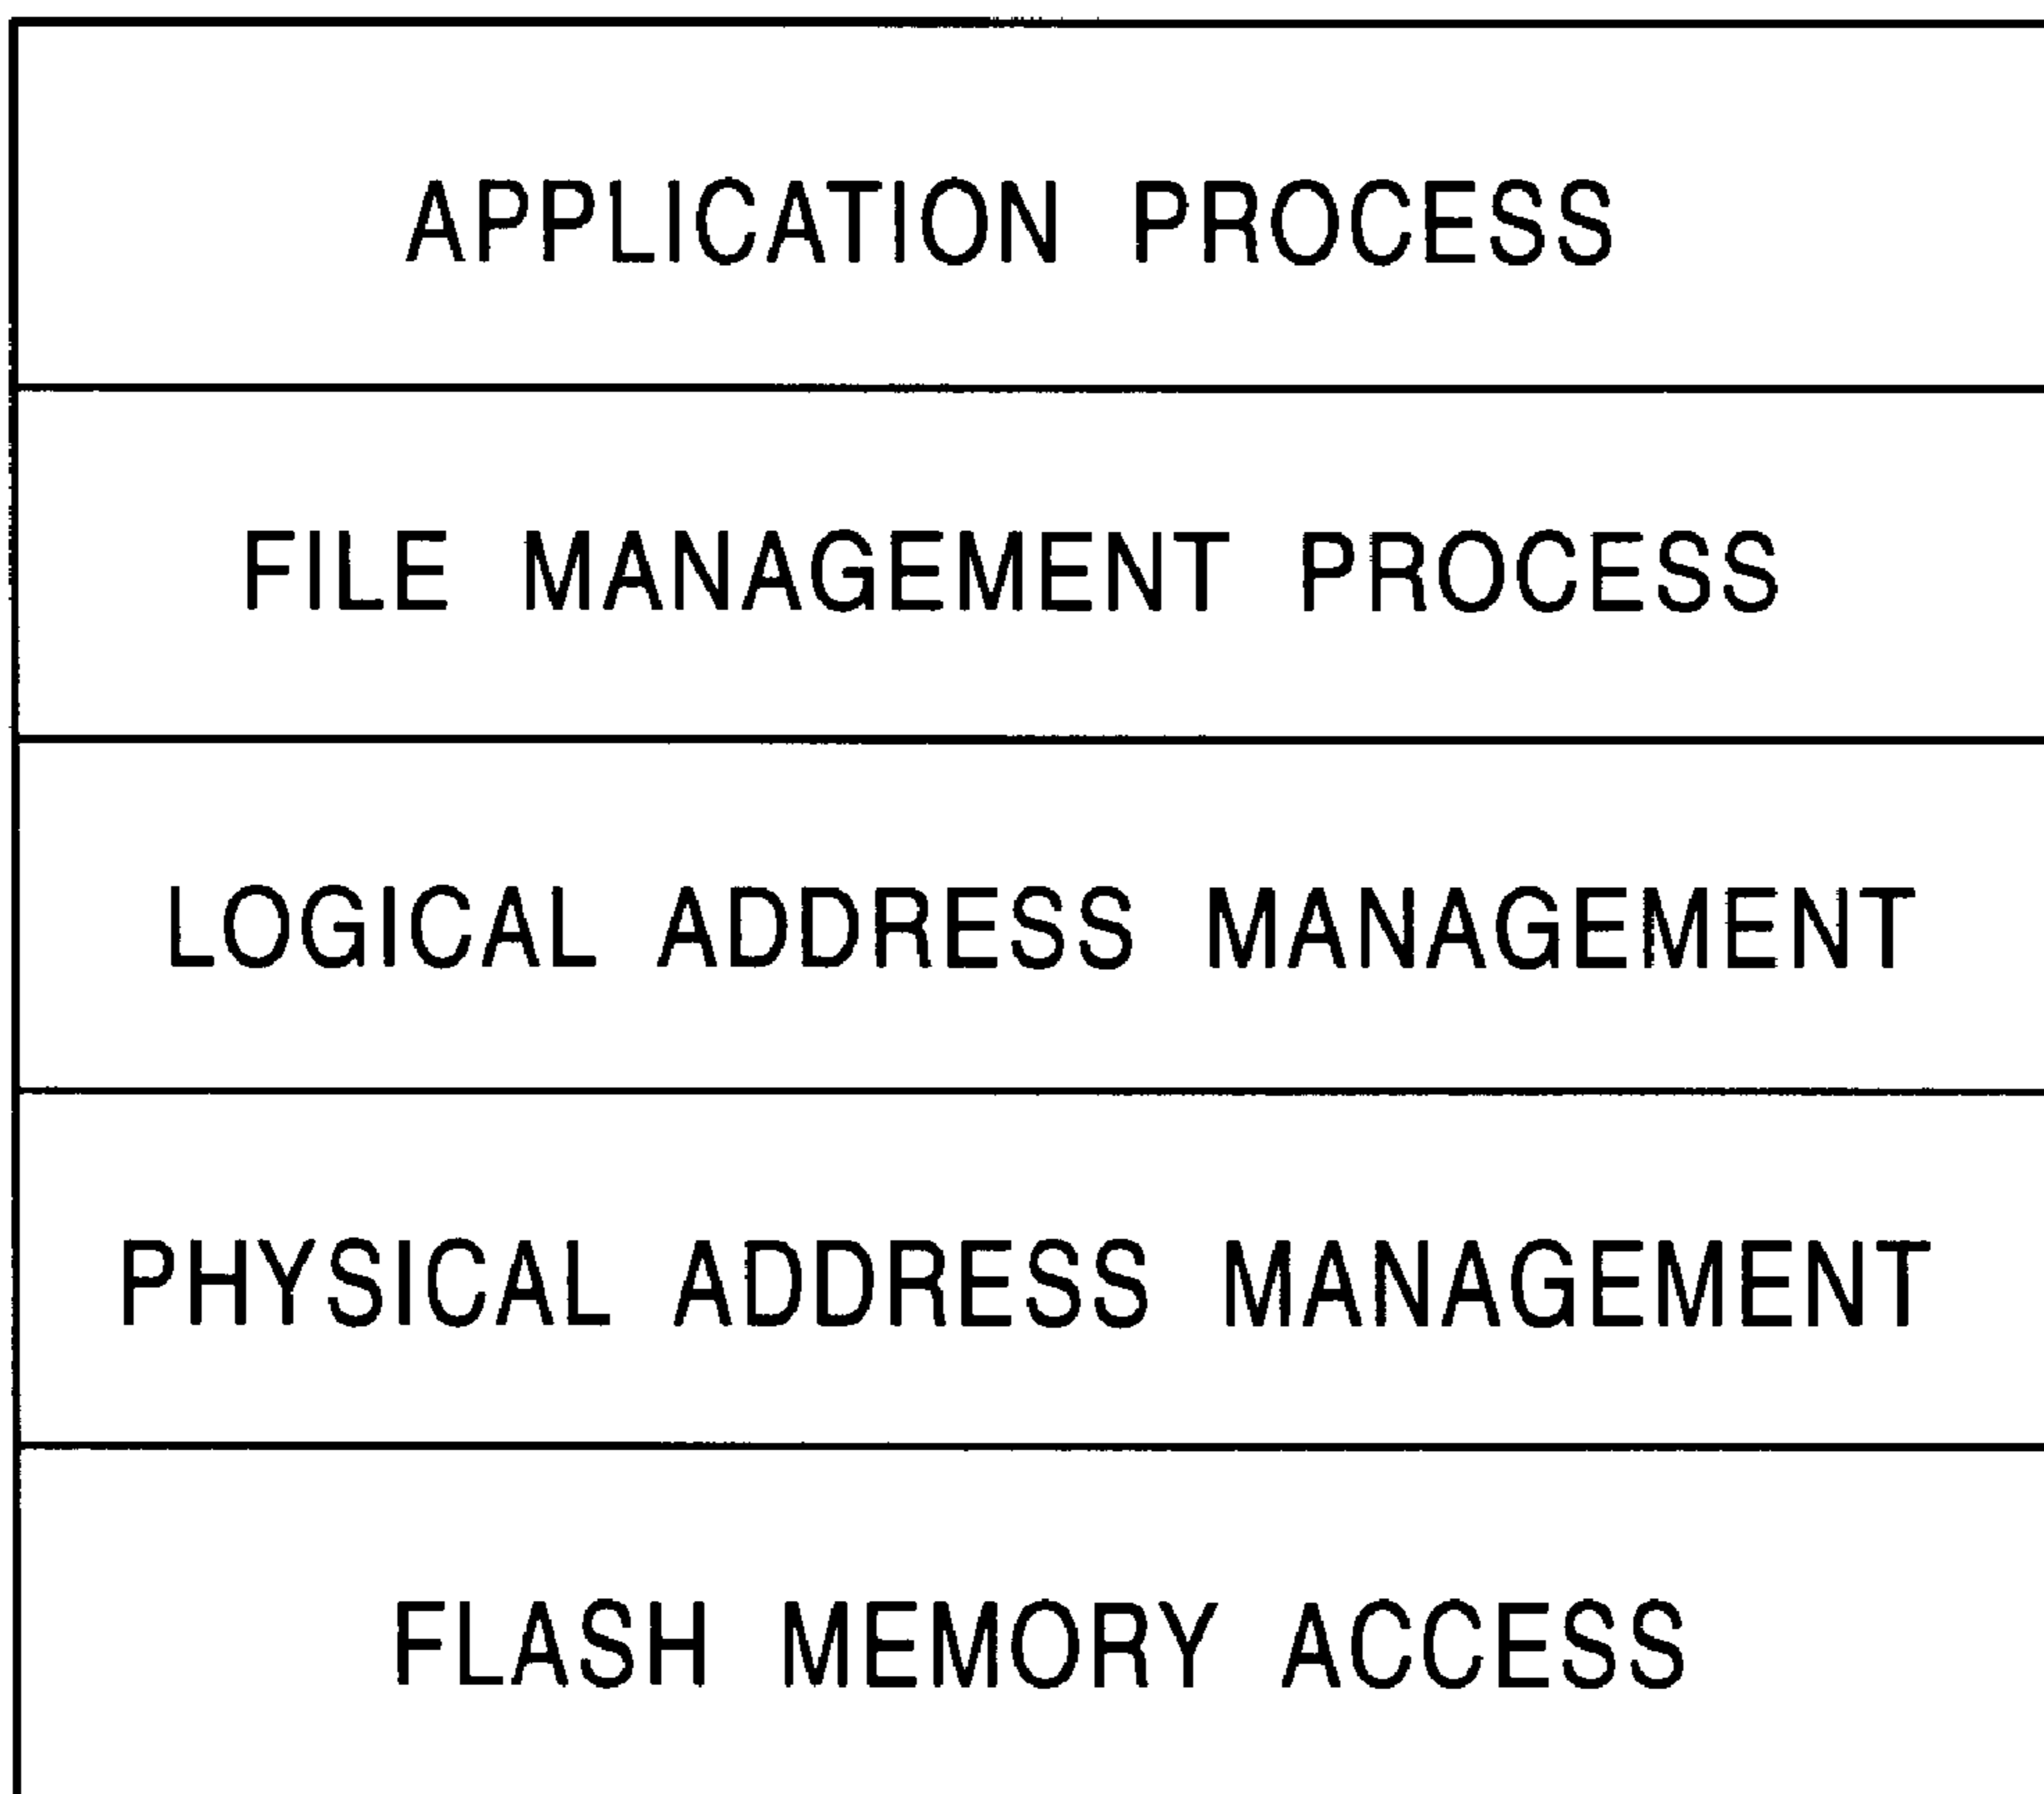 APPLICATION PROCESS
FILE MANAGEMENT PROCESS
LOGICAL ADDRESS MANAGEMENT
PHYSICAL ADDRESS MANAGEMENT
FLASH MEMORY ACCESS